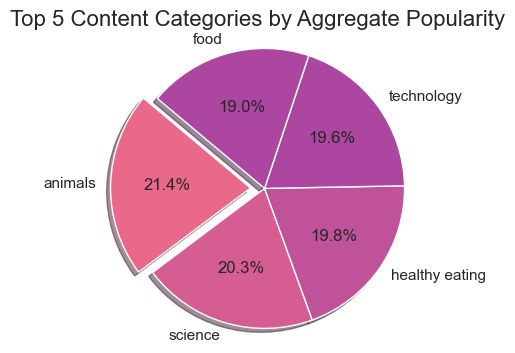 Top 5 Content Categories by Aggregate Popularity
food
19.0%
technology
19.6%
animals
21.4%
19.8%
healthy eating
20.3%
science